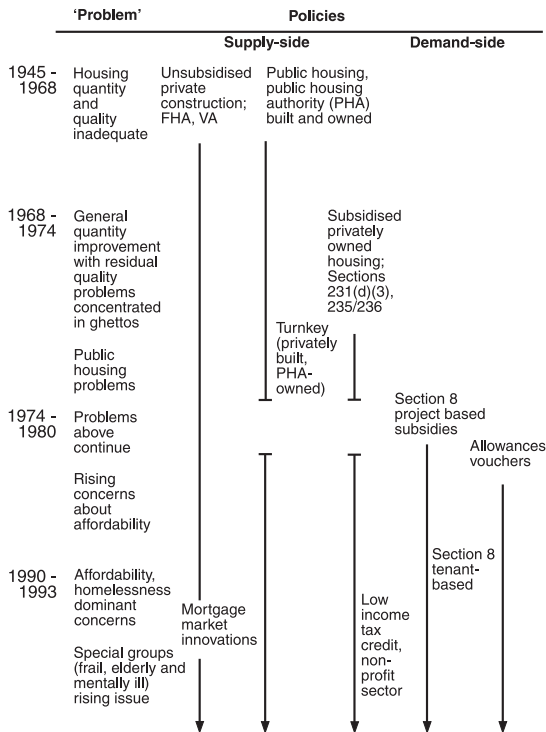 ‘Problem’ Policies
Supply-side Demand-side
1945 -
1968
Housing
quantity
and
quality
inadequate
Unsubsidised
private
construction;
FHA, VA
Public housing,
public housing
authority (PHA)
built and owned
1968 -
1974
General
quantity
improvement
with residual
quality
problems
concentrated
in ghettos
Subsidised
privately
owned
housing;
Sections
231(d)(3),
235/236
Public
housing
problems
Turnkey
(privately
built,
PHA-
owned)
1974 -
1980
Problems
above
continue
Section 8
project based
subsidies
Allowances
vouchers
Rising
concerns
about
affordability
1990 -
1993
Affordability,
homelessness
dominant
concerns
Section 8
tenant-
based
Mortgage
market
innovations
Low
income
tax
credit,
non-
profit
sector
Special groups
(frail, elderly and
mentally ill)
rising issue